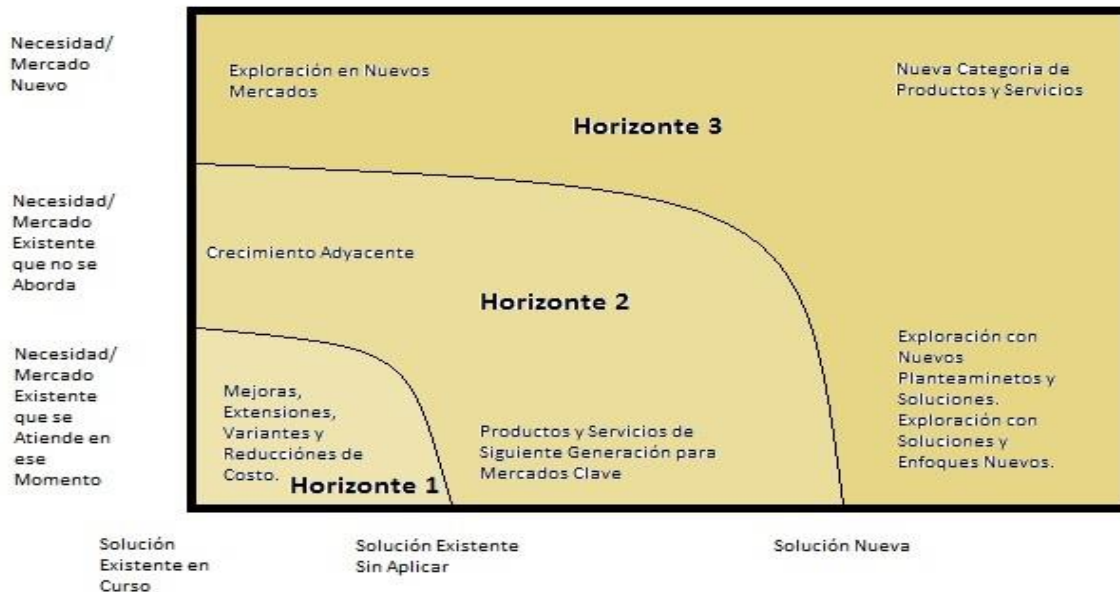 Necesidad/
Mercado
Nuevo
Exploración en Nuevos
Mercados
Nueva Categoria de
Productos y Servicios
Horizonte 3
Necesidad/
Mercado
Existente
que no se
Aborda
Crecimiento Adyacente
Horizonte 2
Necesidad/
Mercado
Existente
que se
Atiende en
ese
Momento
Mejoras,
Extensiones,
Variantes y
Reducciónes de
Costo.
Horizonte 1
Productos y Servicios de
Siguiente Generación para
Mercados Clave
Exploración con
Nuevos
Planteaminetos y
Soluciones.
Exploración con
Soluciones y
Enfoques Nuevos.
Solución
Existente en
Curso
Solución Existente
Sin Aplicar
Solución Nueva